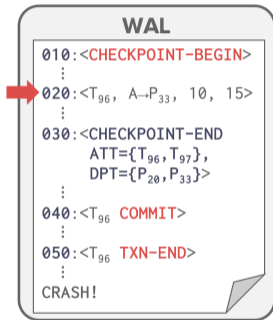 WAL
010:<CHECKPOINT-BEGIN>
⋮
020:<T96, A→P33, 10, 15>
⋮
030:<CHECKPOINT-END
ATT={T96,T97},
DPT={P20,P33}>
⋮
040:<T96 COMMIT>
⋮
050:<T96 TXN-END>
⋮
CRASH!